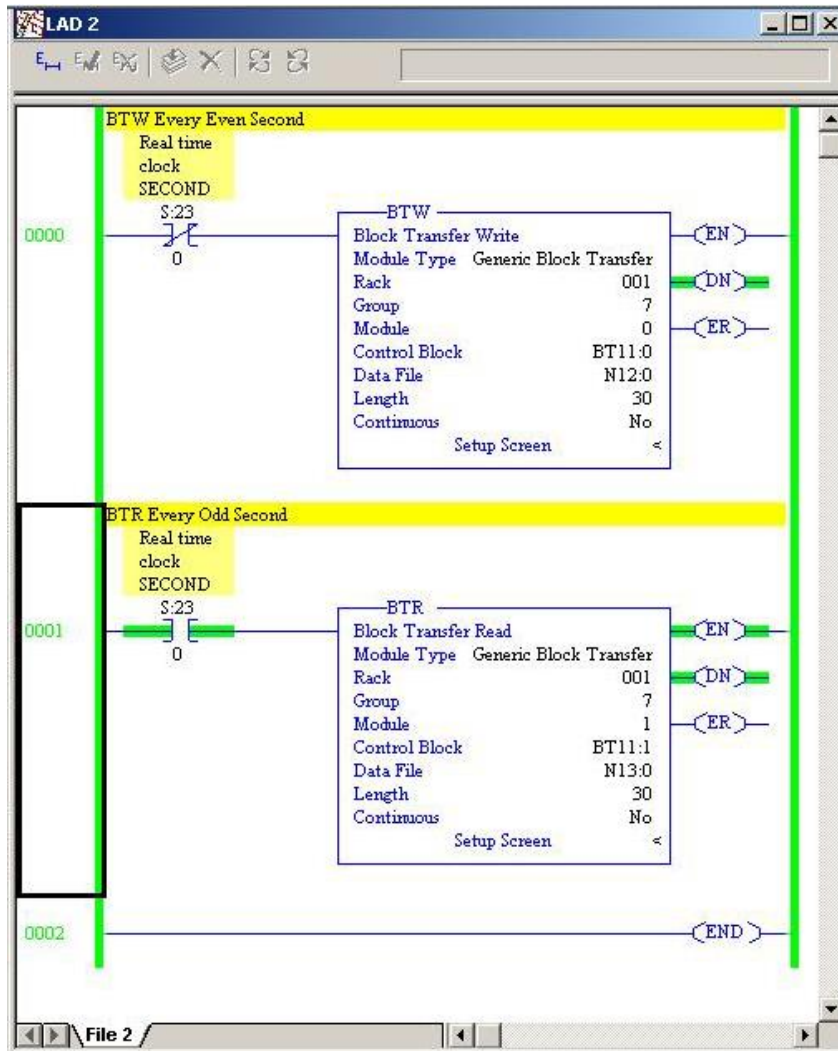 LAD 2
BTW Every Even Second
Real time
clock
SECOND
S:23
0000
0
BTW
Block Transfer Write
Module Type Generic Block Transfer
Rack 001
Group 7
Module 0
Control Block BT11:0
Data File N12:0
Length 30
Continuous No
Setup Screen <
EN
DN
ER
BTR Every Odd Second
Real time
clock
SECOND
S:23
0001
0
BTR
Block Transfer Read
Module Type Generic Block Transfer
Rack 001
Group 7
Module 1
Control Block BT11:1
Data File N13:0
Length 30
Continuous No
Setup Screen <
EN
DN
ER
0002
END
File 2